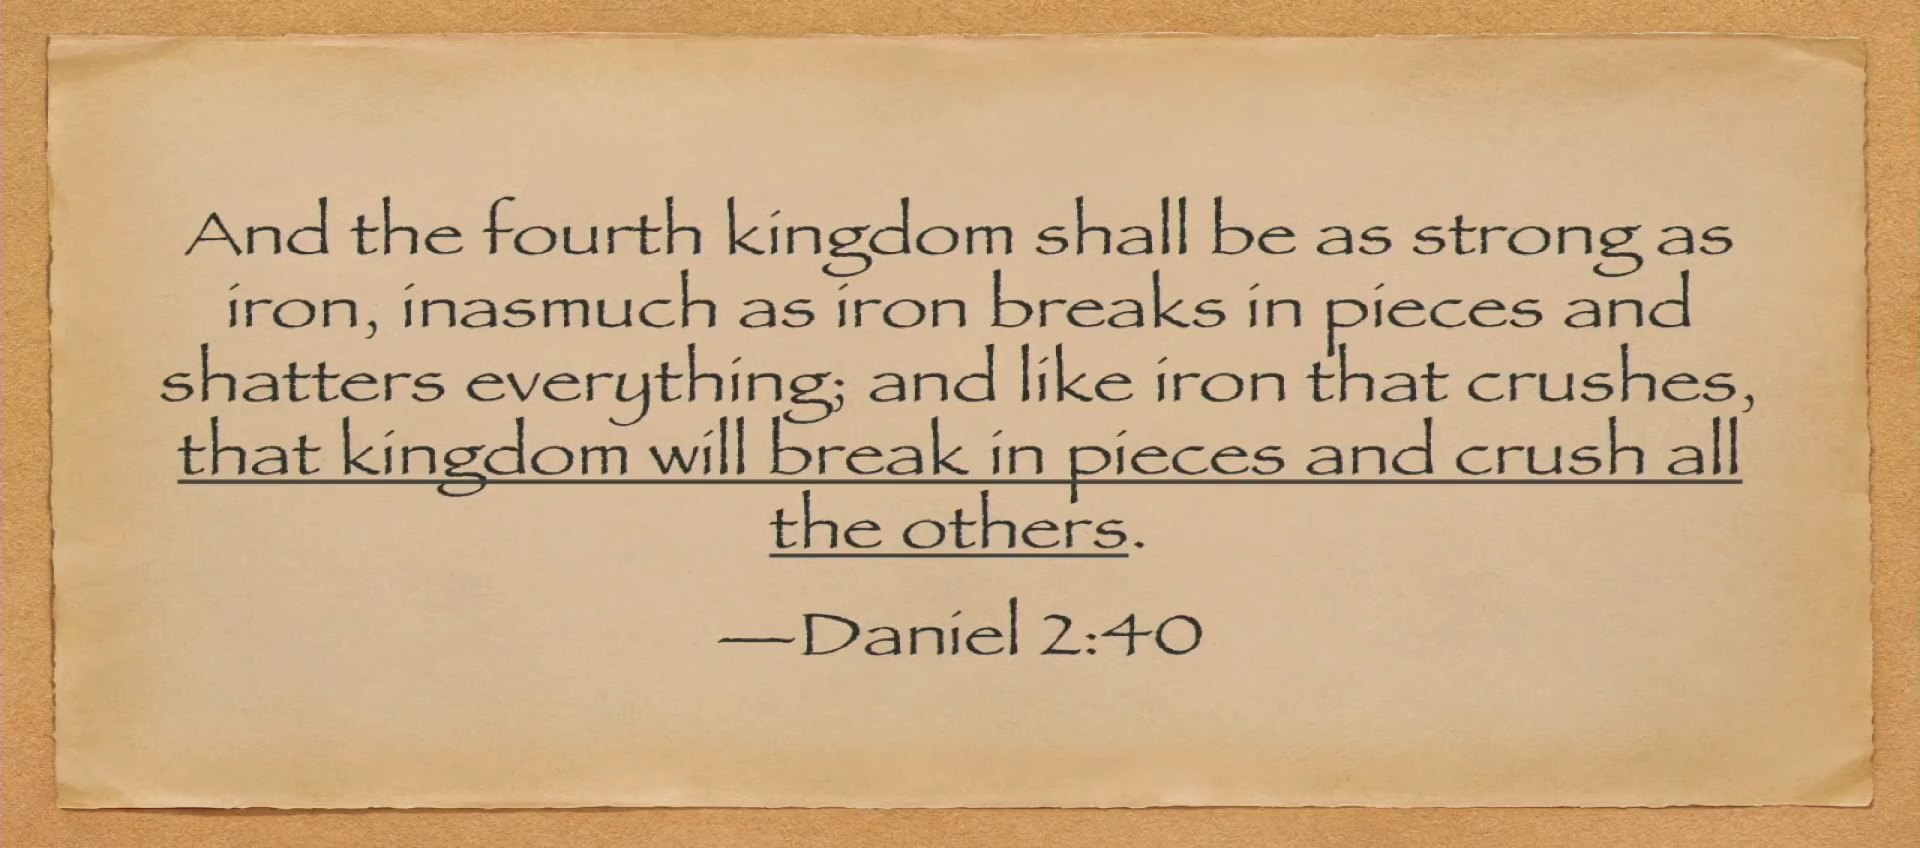 And the fourth kingdom shall be as strong as
iron, inasmuch as iron breaks in pieces and
shatters everything; and like iron that crushes,
that kingdom will break in pieces and crush all
the others.
—Daniel 2:40